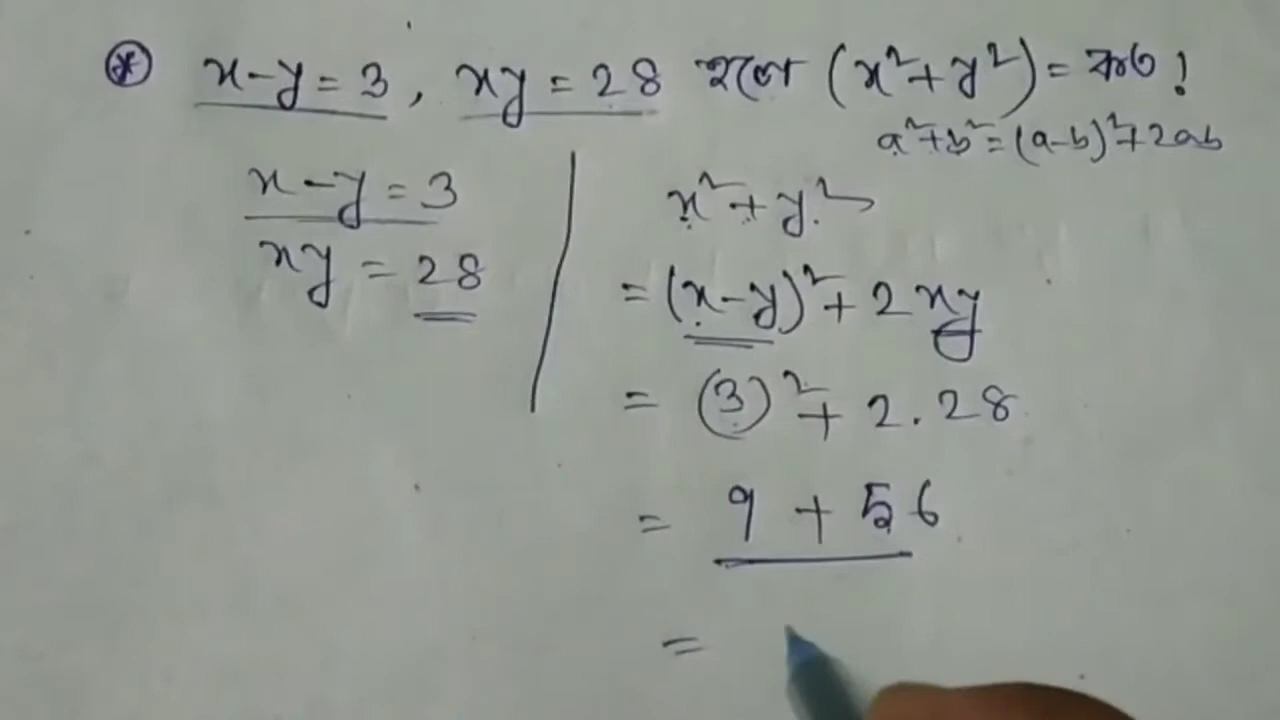 * x-y=3, xy=28 হলে (x²+y²)= কত !
a²+b²=(a-b)²+2ab
x-y=3
xy=28
x²+y²
=(x-y)²+2xy
=(3)²+2.28
=9+56
=